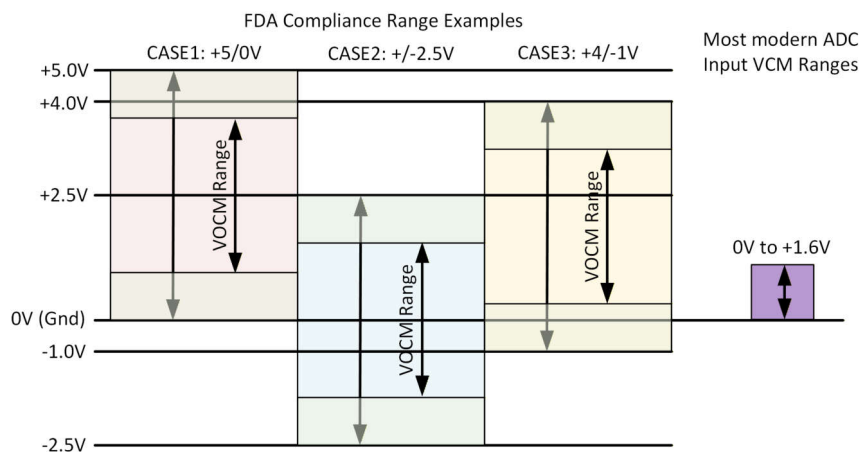 FDA Compliance Range Examples
CASE1: +5/0V
CASE2: +/-2.5V
CASE3: +4/-1V
Most modern ADC
Input VCM Ranges
+5.0V
+4.0V
+2.5V
0V (Gnd)
-1.0V
-2.5V
VOCM Range
VOCM Range
VOCM Range
0V to +1.6V